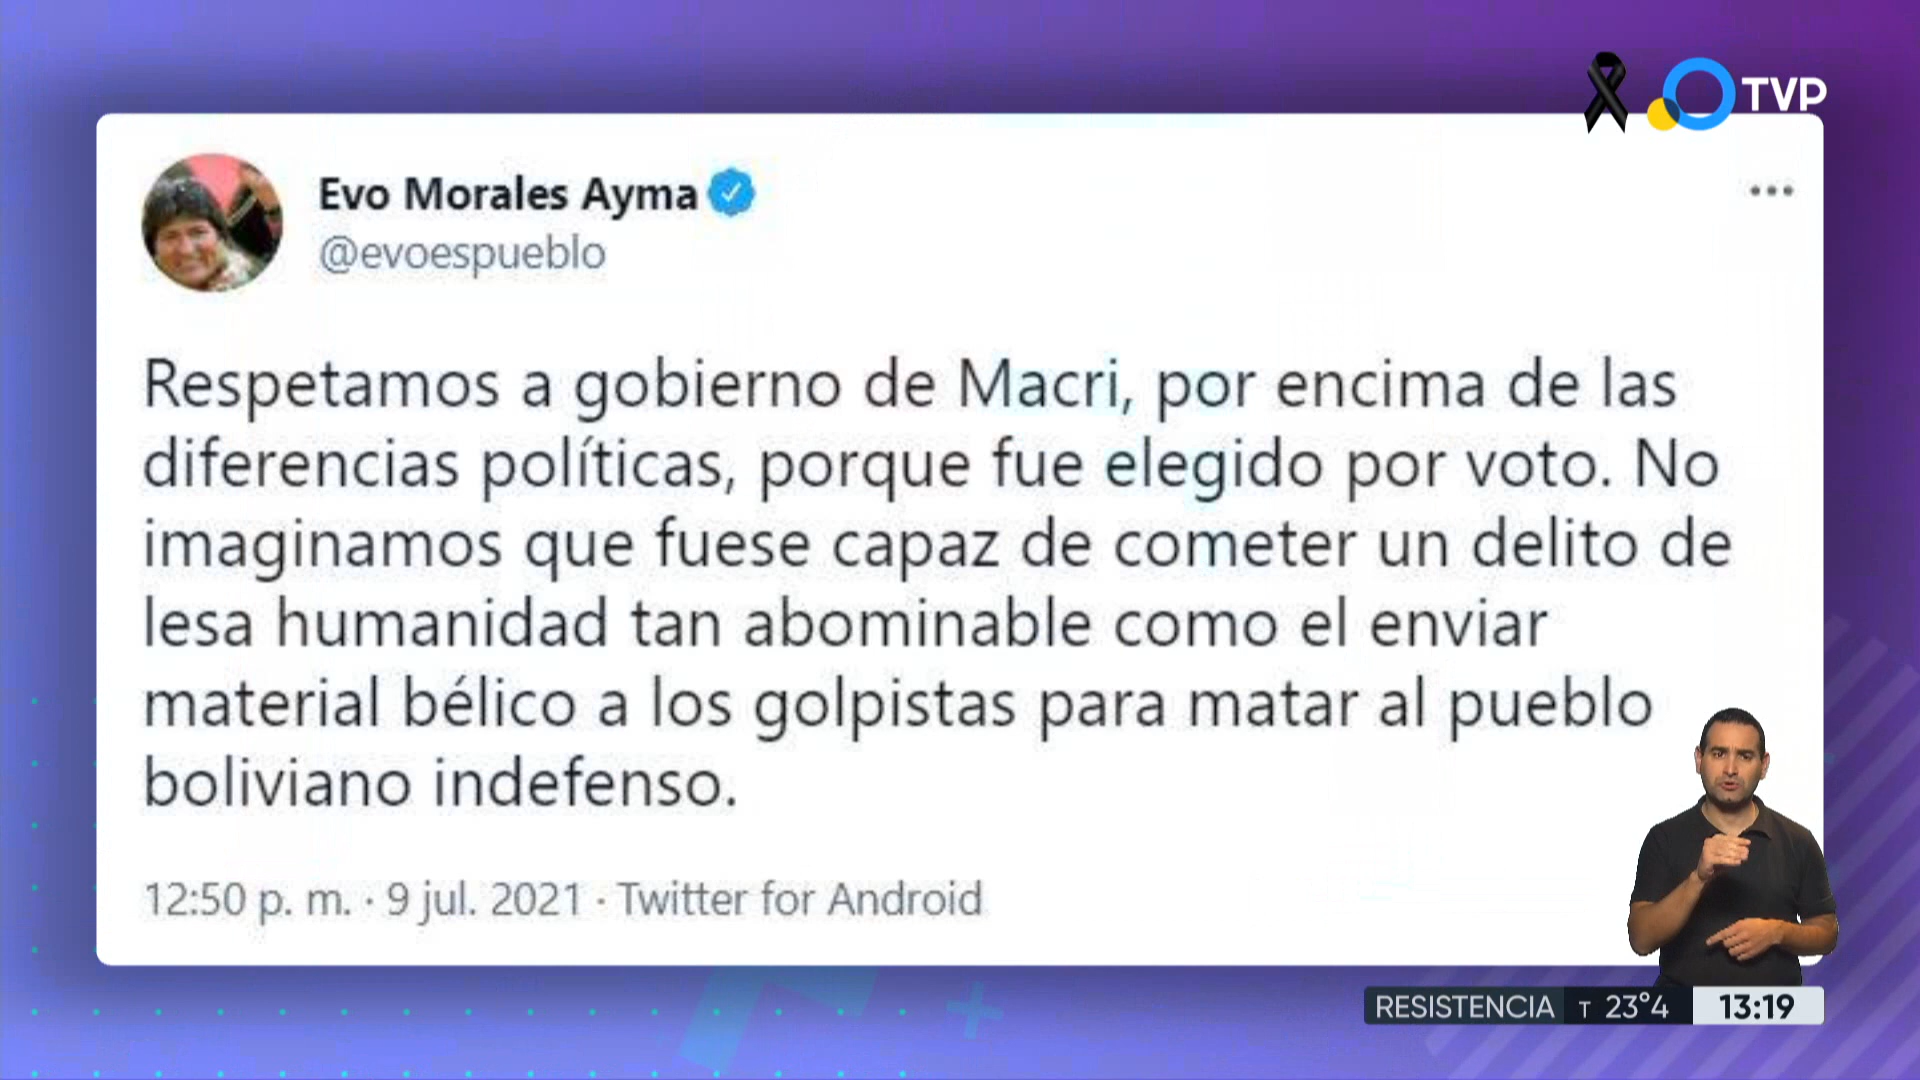 TVP
Evo Morales Ayma
@evoespueblo
Respetamos a gobierno de Macri, por encima de las
diferencias políticas, porque fue elegido por voto. No
imaginamos que fuese capaz de cometer un delito de
lesa humanidad tan abominable como el enviar
material bélico a los golpistas para matar al pueblo
boliviano indefenso.
12:50 p. m. · 9 jul. 2021 · Twitter for Android
RESISTENCIA T 23°4 13:19